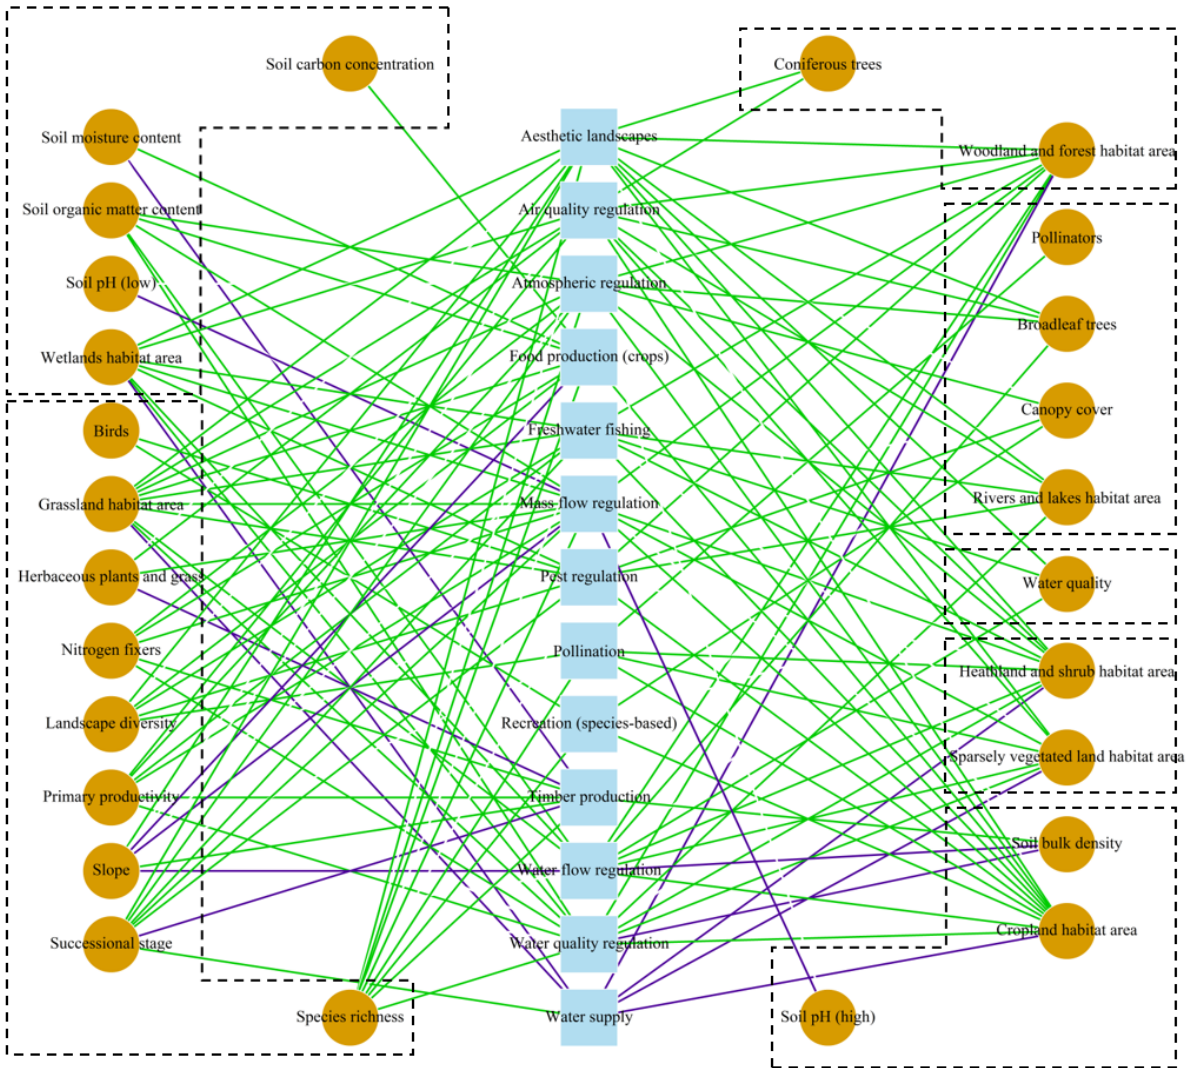 Soil carbon concentration
Coniferous trees
Soil moisture content
Aesthetic landscapes
Woodland and forest habitat area
Soil organic matter content
Air quality regulation
Pollinators
Soil pH (low)
Atmospheric regulation
Broadleaf trees
Wetlands habitat area
Food production (crops)
Canopy cover
Birds
Freshwater fishing
Grassland habitat area
Mass flow regulation
Rivers and lakes habitat area
Herbaceous plants and grass
Pest regulation
Water quality
Nitrogen fixers
Pollination
Heathland and shrub habitat area
Landscape diversity
Recreation (species-based)
Sparsely vegetated land habitat area
Primary productivity
Timber production
Soil bulk density
Slope
Water flow regulation
Successional stage
Water quality regulation
Cropland habitat area
Species richness
Water supply
Soil pH (high)